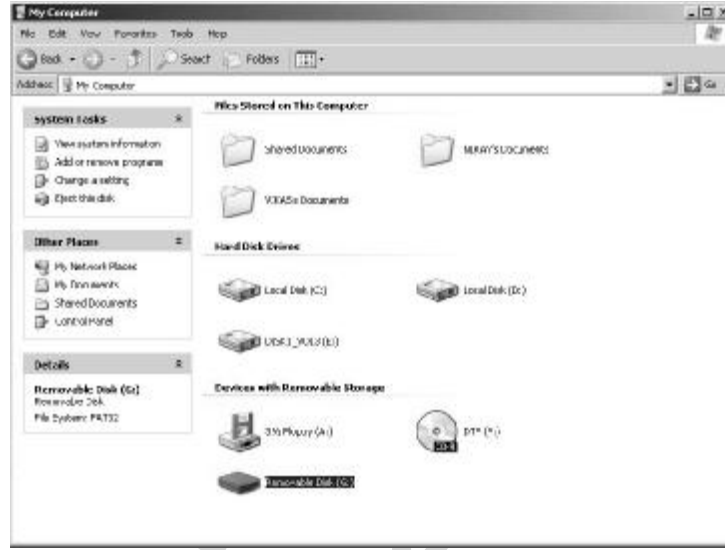 My Computer
File Edit View Favorites Tools Help
Back Search Folders
Address My Computer Go
System Tasks
View system information
Add or remove programs
Change a setting
Eject this disk
Other Places
My Network Places
My Documents
Shared Documents
Control Panel
Details
Removable Disk (G:)
Removable Disk
File System: FAT32
Files Stored on This Computer
Shared Documents
Documents
VIKAS's Documents
Hard Disk Drives
Local Disk (C:)
Local Disk (D:)
(E:)
Devices with Removable Storage
3½ Floppy (A:)
CD-R
Removable Disk (G:)